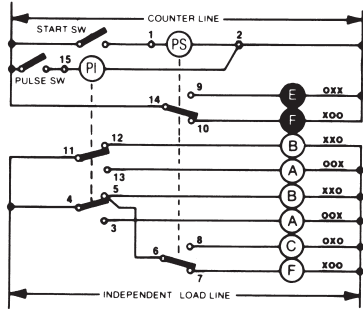 COUNTER LINE
START SW
1
PS
2
PULSE SW
15
PI
9
E
OXX
14
10
F
XOO
12
B
XXO
11
13
A
OOX
5
B
XXO
4
3
A
OOX
8
C
OXO
6
7
F
XOO
INDEPENDENT LOAD LINE